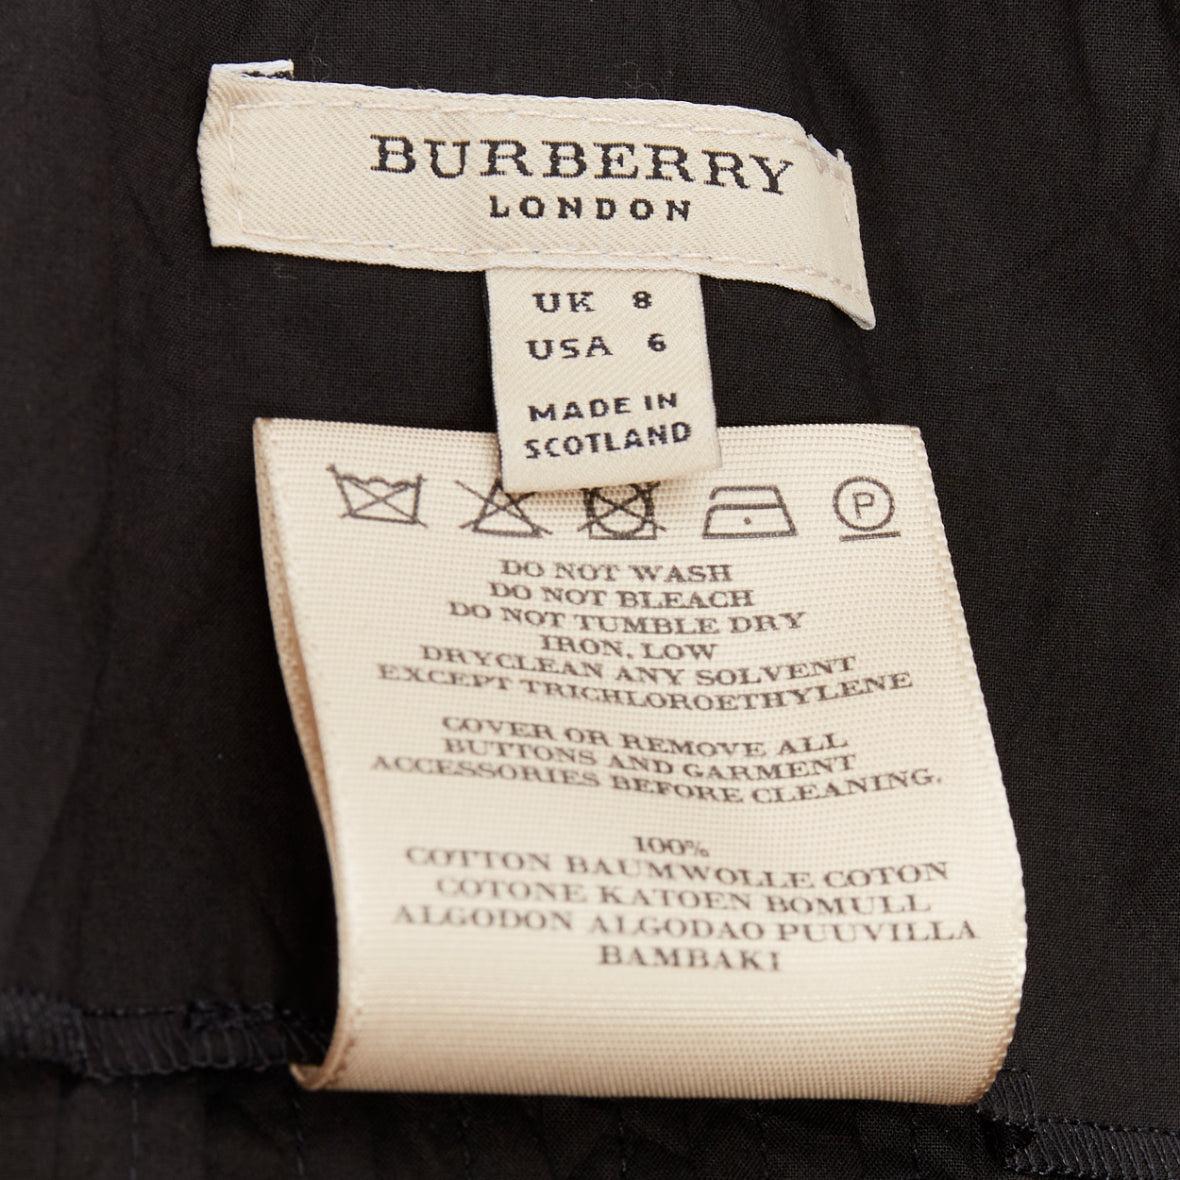 BURBERRY
LONDON
UK 8
USA 6
MADE IN
SCOTLAND
P
DO NOT WASH
DO NOT BLEACH
DO NOT TUMBLE DRY
IRON, LOW
DRYCLEAN ANY SOLVENT
EXCEPT TRICHLOROETHYLENE
COVER OR REMOVE ALL
BUTTONS AND GARMENT
ACCESSORIES BEFORE CLEANING.
100%
COTTON BAUMWOLLE COTON
COTONE KATOEN BOMULL
ALGODON ALGODAO PUUVILLA
BAMBAKI